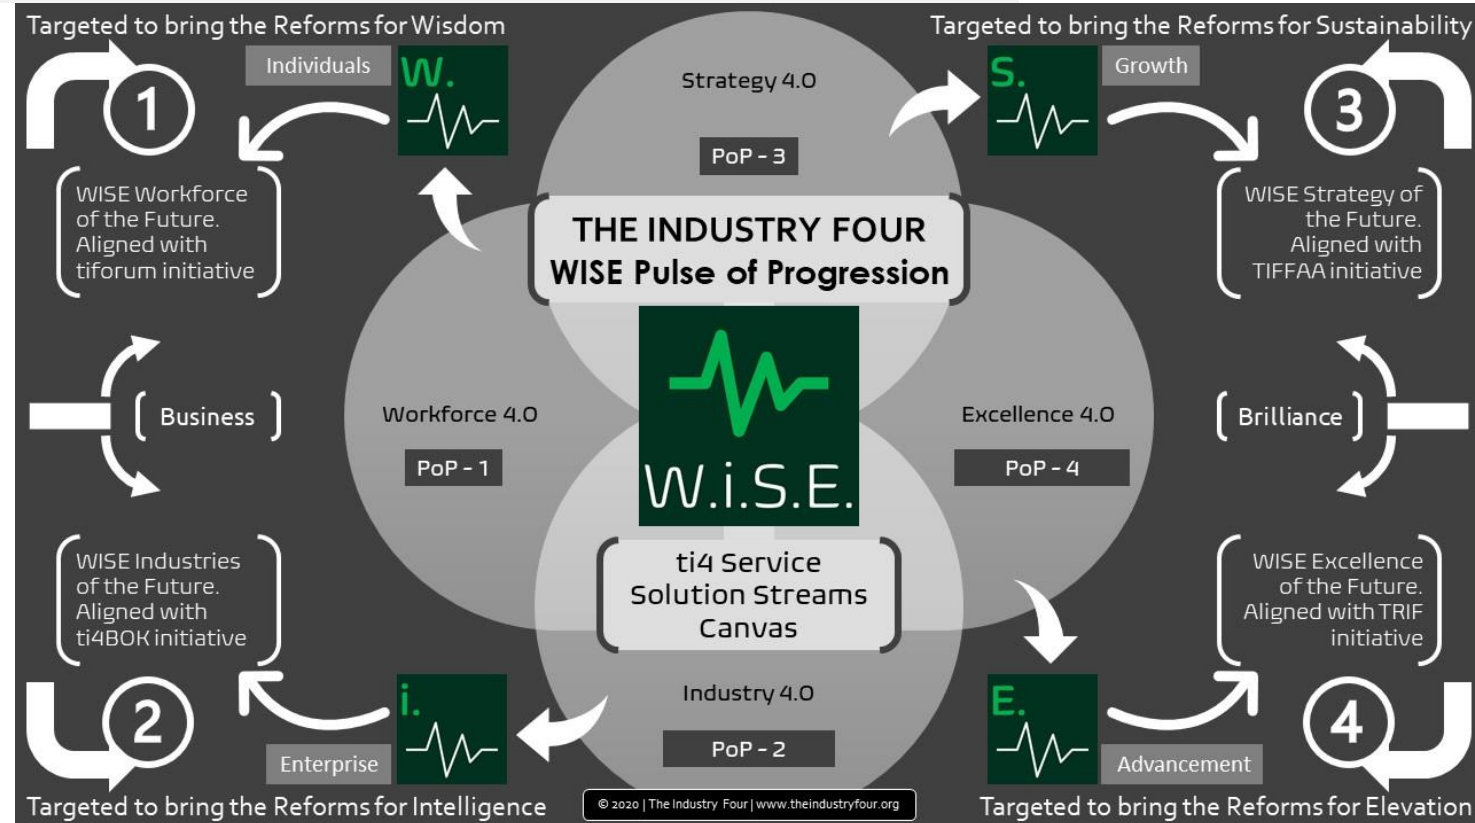 Targeted to bring the Reforms for Wisdom
Individuals
W.
1
WISE Workforce
of the Future.
Aligned with
tiforum initiative
Strategy 4.0
PoP - 3
Targeted to bring the Reforms for Sustainability
S.
Growth
3
WISE Strategy of
the Future.
Aligned with
TIFFAA initiative
THE INDUSTRY FOUR
WISE Pulse of Progression
Business
Workforce 4.0
PoP - 1
W.i.S.E.
Excellence 4.0
PoP - 4
Brilliance
ti4 Service
Solution Streams
Canvas
WISE Industries
of the Future.
Aligned with
ti4BOK initiative
2
i.
Enterprise
Targeted to bring the Reforms for Intelligence
Industry 4.0
PoP - 2
© 2020 | The Industry Four | www.theindustryfour.org
WISE Excellence
of the Future.
Aligned with TRIF
initiative
E.
Advancement
4
Targeted to bring the Reforms for Elevation